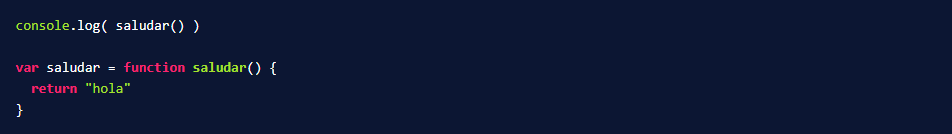 console.log( saludar() )
var saludar = function saludar() {
  return "hola"
}